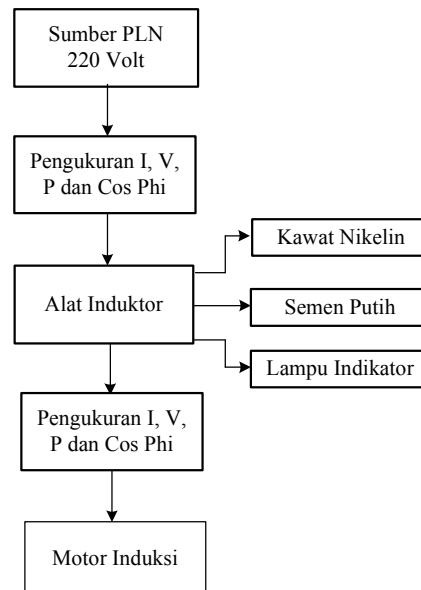 Sumber PLN
220 Volt
Pengukuran I, V,
P dan Cos Phi
Alat Induktor
Kawat Nikelin
Semen Putih
Lampu Indikator
Pengukuran I, V,
P dan Cos Phi
Motor Induksi